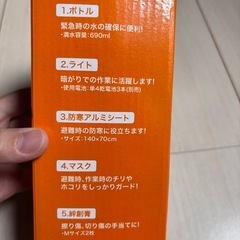 1.ボトル
緊急時の水の確保に便利!
・満水容量：690ml
2.ライト
暗がりでの作業に活躍します!
・使用電池：単4乾電池3本(別売)
3.防寒アルミシート
避難時の防寒に役立ちます!
・サイズ：140×70cm
4.マスク
避難時、作業時のチリや
ホコリをしっかりガード!
5.絆創膏
擦り傷、切り傷の手当てに!
・Mサイズ2枚